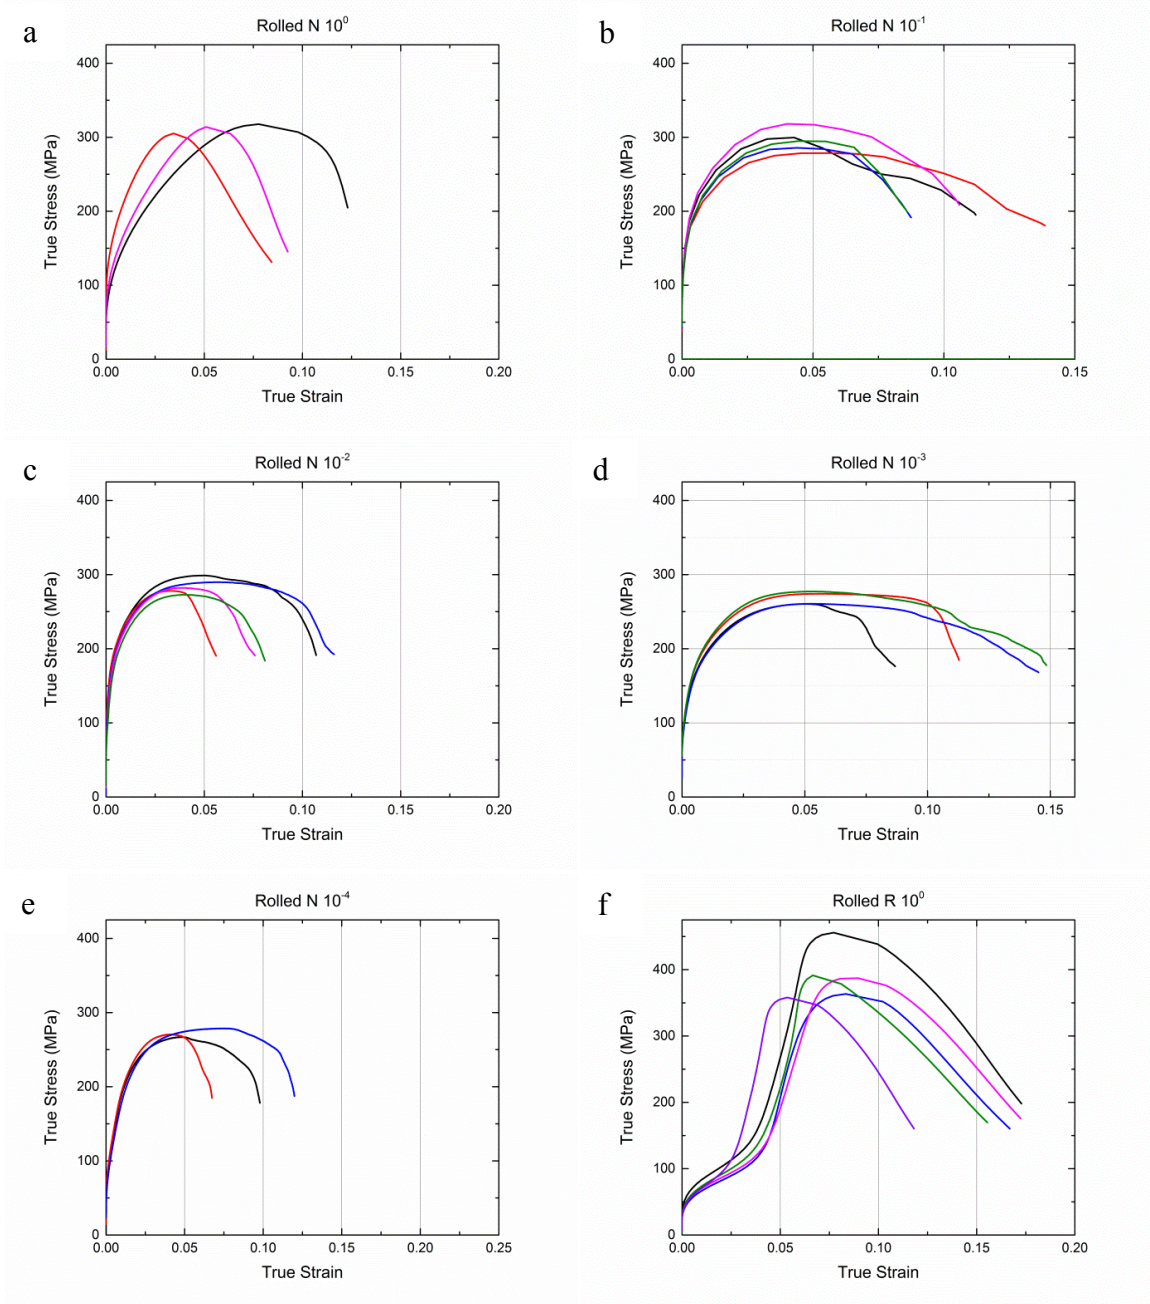 a
Rolled N 10⁰
True Stress (MPa)
400
300
200
100
0
0.00 0.05 0.10 0.15 0.20
True Strain
b
Rolled N 10⁻¹
True Stress (MPa)
400
300
200
100
0
0.00 0.05 0.10 0.15
True Strain
c
Rolled N 10⁻²
True Stress (MPa)
400
300
200
100
0
0.00 0.05 0.10 0.15 0.20
True Strain
d
Rolled N 10⁻³
True Stress (MPa)
400
300
200
100
0
0.00 0.05 0.10 0.15
True Strain
e
Rolled N 10⁻⁴
True Stress (MPa)
400
300
200
100
0
0.00 0.05 0.10 0.15 0.20 0.25
True Strain
f
Rolled R 10⁰
True Stress (MPa)
400
300
200
100
0
0.00 0.05 0.10 0.15 0.20
True Strain